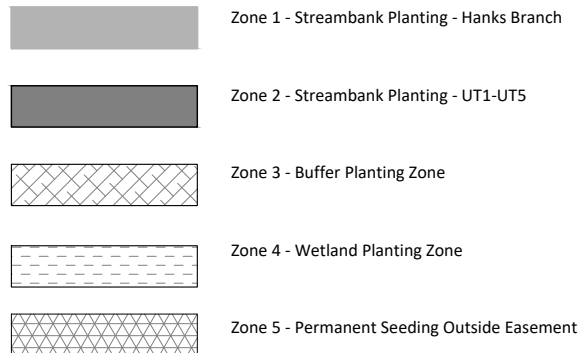 Zone 1 - Streambank Planting - Hanks Branch
Zone 2 - Streambank Planting - UT1-UT5
Zone 3 - Buffer Planting Zone
Zone 4 - Wetland Planting Zone
Zone 5 - Permanent Seeding Outside Easement